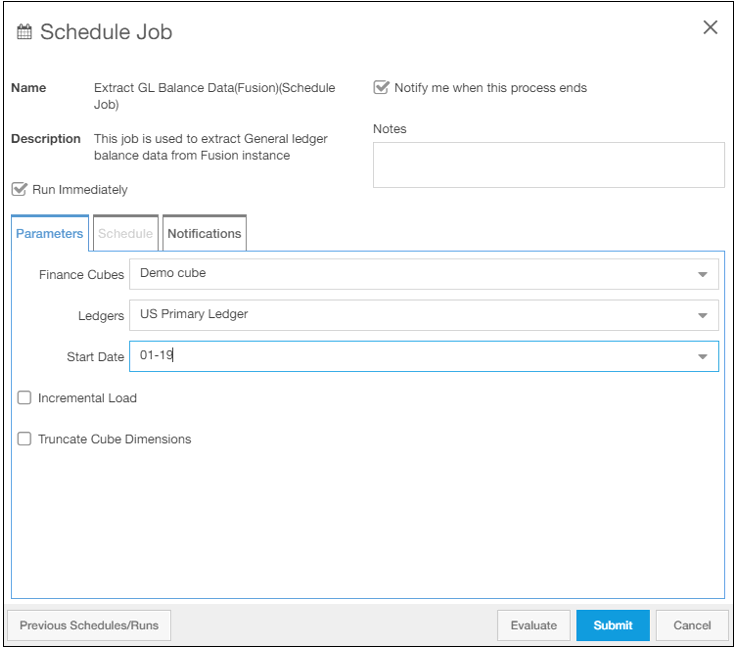 Schedule Job
Name
Extract GL Balance Data(Fusion)(Schedule
Job)
Description
This job is used to extract General ledger
balance data from Fusion instance
Notify me when this process ends
Notes
Run Immediately
Parameters
Schedule
Notifications
Finance Cubes
Demo cube
Ledgers
US Primary Ledger
Start Date
01-19
Incremental Load
Truncate Cube Dimensions
Previous Schedules/Runs
Evaluate
Submit
Cancel